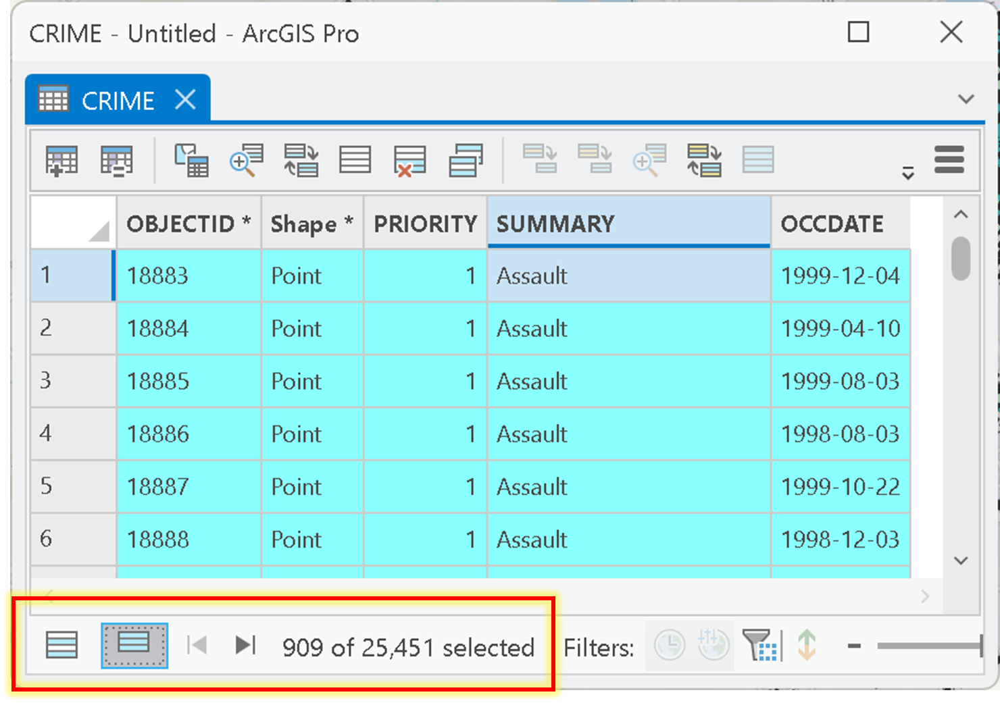 CRIME - Untitled - ArcGIS Pro
CRIME
OBJECTID * Shape * PRIORITY SUMMARY OCCDATE
1 18883 Point 1 Assault 1999-12-04
2 18884 Point 1 Assault 1999-04-10
3 18885 Point 1 Assault 1999-08-03
4 18886 Point 1 Assault 1998-08-03
5 18887 Point 1 Assault 1999-10-22
6 18888 Point 1 Assault 1998-12-03
909 of 25,451 selected Filters: